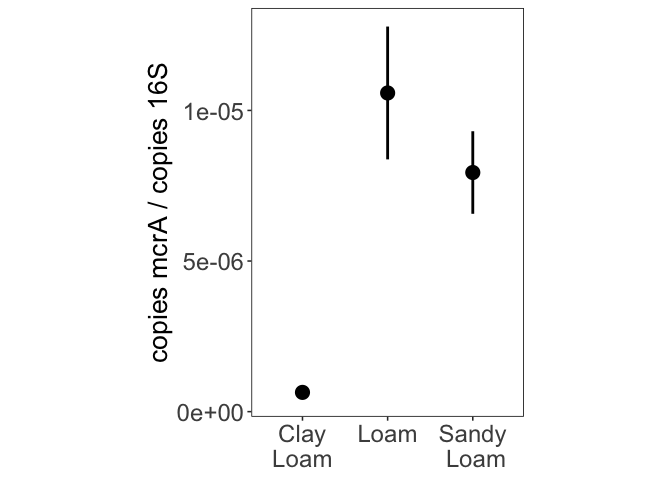 copies mcrA / copies 16S
1e-05
5e-06
0e+00
Clay
Loam
Loam
Sandy
Loam